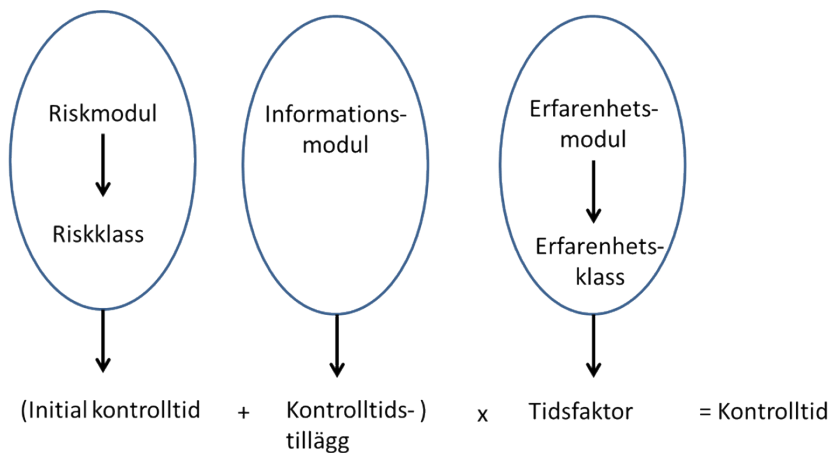 Riskmodul
Riskklass
Informations-
modul
Erfarenhets-
modul
Erfarenhets-
klass
(Initial kontrolltid + Kontrolltids- ) x Tidsfaktor = Kontrolltid
tillägg